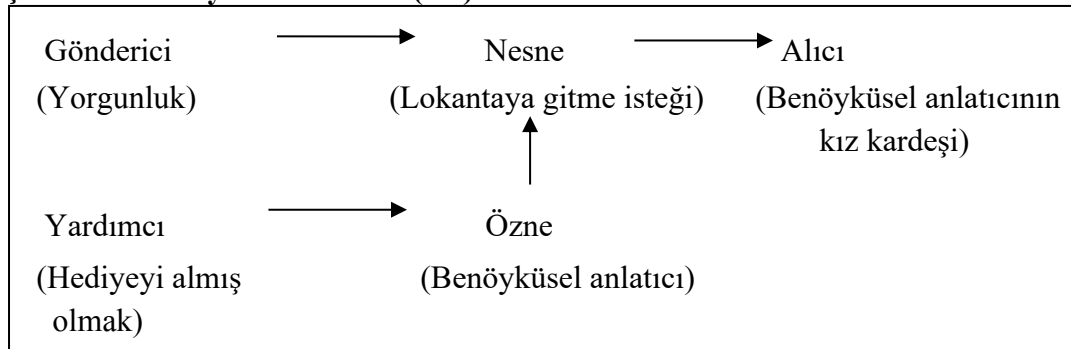 Gönderici Nesne Alıcı
(Yorgunluk) (Lokantaya gitme isteği) (Benöyküsel anlatıcının
kız kardeşi)
Yardımcı Özne
(Hediyeyi almış (Benöyküsel anlatıcı)
olmak)